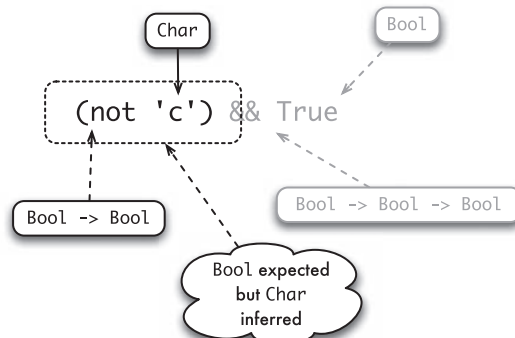 Char
Bool
(not 'c') && True
Bool -> Bool
Bool -> Bool -> Bool
Bool expected
but Char
inferred